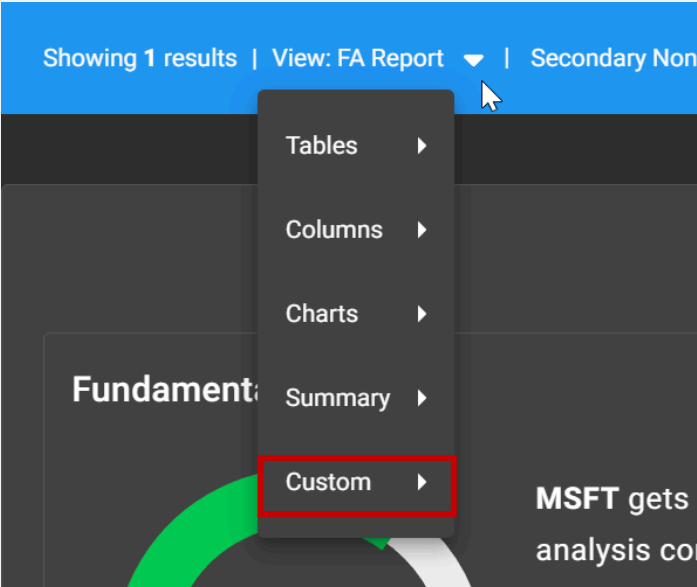 Showing 1 results | View: FA Report | Secondary Non
Tables
Columns
Charts
Fundament
Summary
Custom
MSFT gets
analysis co